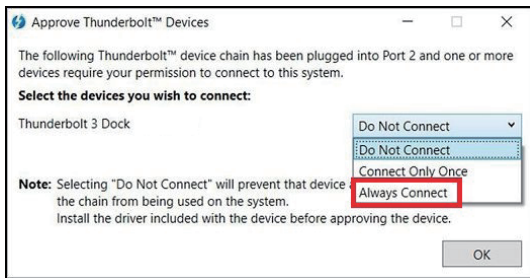 Approve Thunderbolt™ Devices
The following Thunderbolt™ device chain has been plugged into Port 2 and one or more
devices require your permission to connect to this system.
Select the devices you wish to connect:
Thunderbolt 3 Dock
Do Not Connect
Do Not Connect
Connect Only Once
Always Connect
Note: Selecting "Do Not Connect" will prevent that device
the chain from being used on the system.
Install the driver included with the device before approving the device.
OK